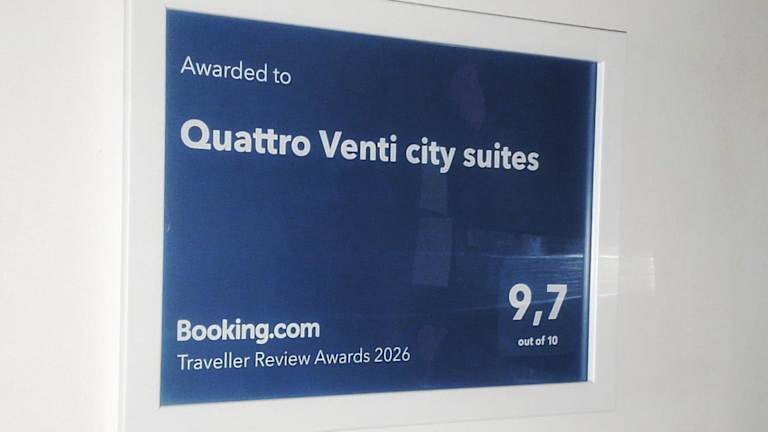 Awarded to
Quattro Venti city suites
9,7
out of 10
Booking.com
Traveller Review Awards 2026